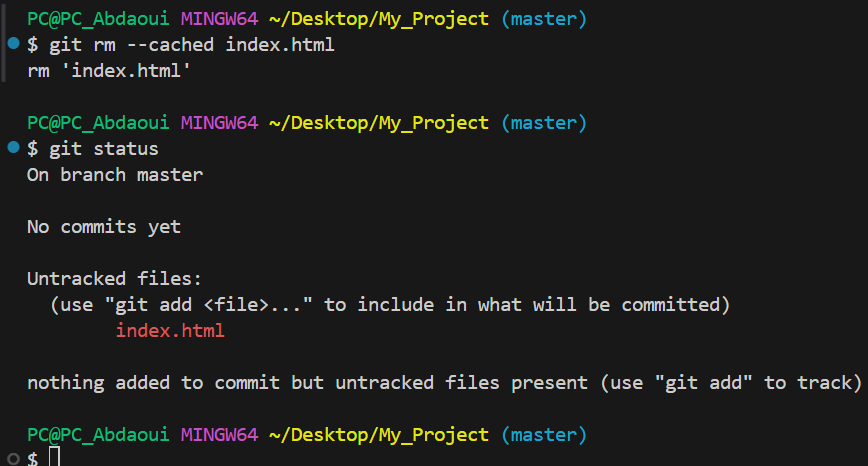 PC@PC_Abdaoui MINGW64 ~/Desktop/My_Project (master)
$ git rm --cached index.html
rm 'index.html'

PC@PC_Abdaoui MINGW64 ~/Desktop/My_Project (master)
$ git status
On branch master

No commits yet

Untracked files:
  (use "git add <file>..." to include in what will be committed)
        index.html

nothing added to commit but untracked files present (use "git add" to track)

PC@PC_Abdaoui MINGW64 ~/Desktop/My_Project (master)
$